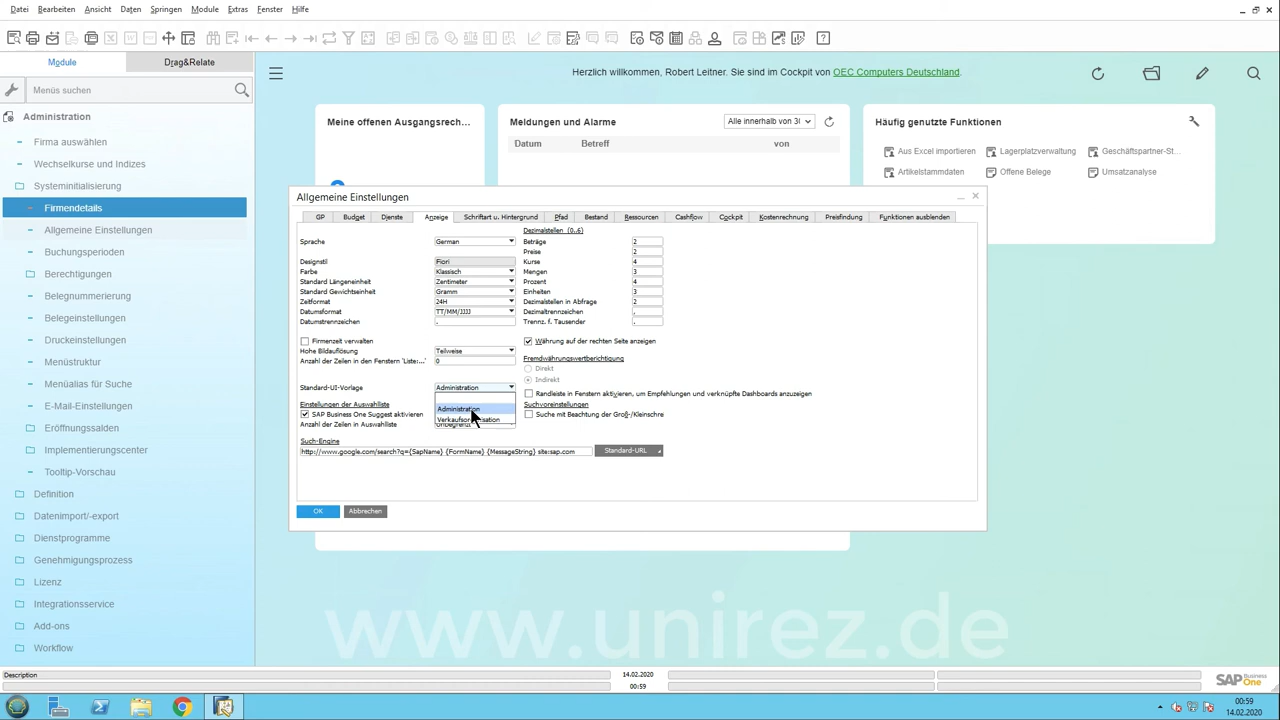 Datei Bearbeiten Ansicht Daten Springen Module Extras Fenster Hilfe
Module Drag&Relate
Menüs suchen
Administration
Firma auswählen
Wechselkurse und Indizes
Systeminitialisierung
Firmendetails
Allgemeine Einstellungen
Buchungsperioden
Berechtigungen
Belegnummerierung
Belegeinstellungen
Druckeinstellungen
Menüstruktur
Menüalias für Suche
E-Mail-Einstellungen
Eröffnungssalden
Implementierungscenter
Tooltip-Vorschau
Definition
Datenimport/-export
Dienstprogramme
Genehmigungsprozess
Lizenz
Integrationsservice
Add-ons
Workflow
Herzlich willkommen, Robert Leitner. Sie sind im Cockpit von OEC Computers Deutschland.
Meine offenen Ausgangsrech...
Meldungen und Alarme
Alle innerhalb von 3(
Datum Betreff von
Häufig genutzte Funktionen
Aus Excel importieren Lagerplatzverwaltung Geschäftspartner-St...
Artikelstammdaten Offene Belege Umsatzanalyse
Allgemeine Einstellungen
GP Budget Dienste Anzeige Schriftart u. Hintergrund Pfad Bestand Ressourcen Cashflow Cockpit Kostenrechnung Preisfindung Funktionen ausblenden
Sprache German
Designstil Fiori
Farbe Klassisch
Standard Längeneinheit Zentimeter
Standard Gewichtseinheit Gramm
Zeitformat 24H
Datumsformat TT/MM/JJJJ
Datumstrennzeichen .
Firmenzeit verwalten
Hohe Bildauflösung Teilweise
Anzahl der Zeilen in den Fenstern 'Liste:...' 0
Standard-UI-Vorlage Administration
Administration
Einstellungen der Auswahlliste
SAP Business One Suggest aktivieren
Anzahl der Zeilen in Auswahlliste
Such-Engine
http://www.google.com/search?q={SapName} {FormName} {MessageString} site:sap.com
Standard-URL
Dezimalstellen (0..6)
Beträge 2
Preise 2
Kurse 4
Mengen 3
Prozent 4
Einheiten 3
Dezimalstellen in Abfrage 2
Dezimaltrennzeichen ,
Trennz. f. Tausender .
Währung auf der rechten Seite anzeigen
Fremdwährungswertberichtigung
Direkt
Indirekt
Randleiste in Fenstern aktivieren, um Empfehlungen und verknüpfte Dashboards anzuzeigen
Suchvoreinstellungen
Suche mit Beachtung der Groß-/Kleinschre
OK Abbrechen
www.unirez.de
Description
14.02.2020
00:59
SAP Business One
00:59
14.02.2020